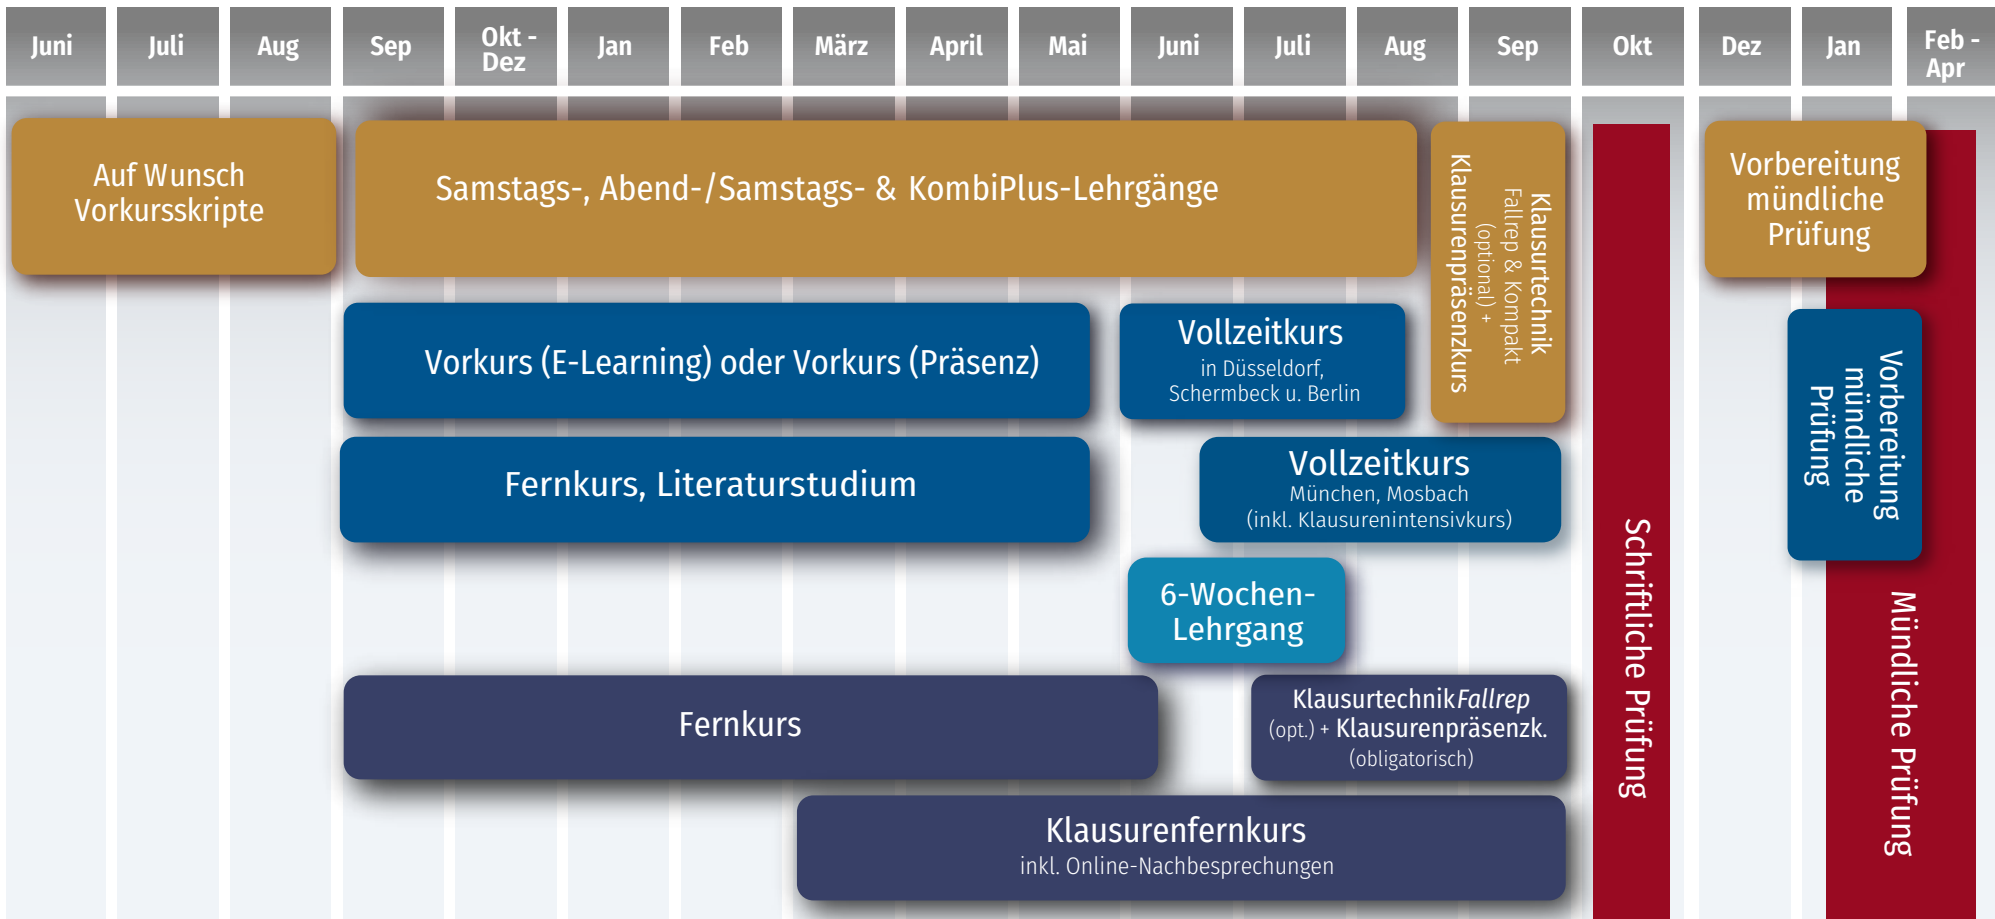 Juni
Juli
Aug
Sep
Okt -
Dez
Jan
Feb
März
April
Mai
Juni
Juli
Aug
Sep
Okt
Dez
Jan
Feb -
Apr
Auf Wunsch
Vorkursskripte
Samstags-, Abend-/Samstags- & KombiPlus-Lehrgänge
Klausurtechnik
Fallrep & Kompakt
(optional) +
Klausurenpräsenzkurs
Vorbereitung
mündliche
Prüfung
Vorkurs (E-Learning) oder Vorkurs (Präsenz)
Vollzeitkurs
in Düsseldorf,
Schermbeck u. Berlin
Vorbereitung
mündliche
Prüfung
Fernkurs, Literaturstudium
Vollzeitkurs
München, Mosbach
(inkl. Klausurenintensivkurs)
6-Wochen-
Lehrgang
Schriftliche Prüfung
Mündliche Prüfung
Fernkurs
KlausurtechnikFallrep
(opt.) + Klausurenpräsenzk.
(obligatorisch)
Klausurenfernkurs
inkl. Online-Nachbesprechungen